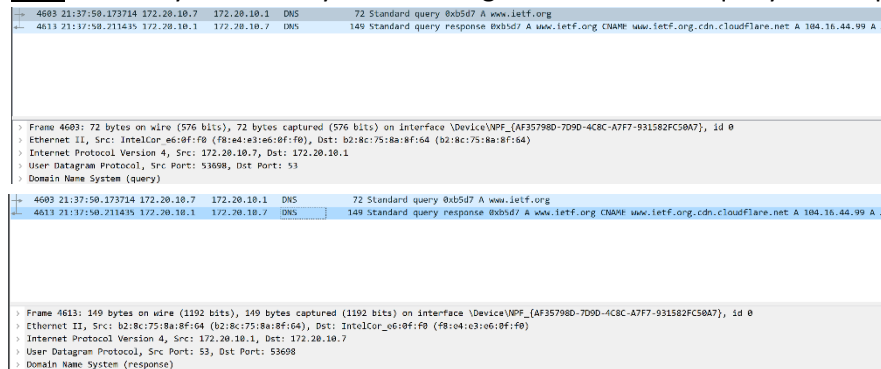 4603 21:37:50.173714 172.20.10.7 172.20.10.1 DNS 72 Standard query 0xb5d7 A www.ietf.org
4613 21:37:50.211435 172.20.10.1 172.20.10.7 DNS 149 Standard query response 0xb5d7 A www.ietf.org CNAME www.ietf.org.cdn.cloudflare.net A 104.16.44.99 A
> Frame 4603: 72 bytes on wire (576 bits), 72 bytes captured (576 bits) on interface \Device\NPF_{AF35798D-7D9D-4C8C-A7F7-931582FC50A7}, id 0
> Ethernet II, Src: IntelCor_e6:0f:f0 (f8:e4:e3:e6:0f:f0), Dst: b2:8c:75:8a:8f:64 (b2:8c:75:8a:8f:64)
> Internet Protocol Version 4, Src: 172.20.10.7, Dst: 172.20.10.1
> User Datagram Protocol, Src Port: 53698, Dst Port: 53
> Domain Name System (query)
4603 21:37:50.173714 172.20.10.7 172.20.10.1 DNS 72 Standard query 0xb5d7 A www.ietf.org
4613 21:37:50.211435 172.20.10.1 172.20.10.7 DNS 149 Standard query response 0xb5d7 A www.ietf.org CNAME www.ietf.org.cdn.cloudflare.net A 104.16.44.99 A
> Frame 4613: 149 bytes on wire (1192 bits), 149 bytes captured (1192 bits) on interface \Device\NPF_{AF35798D-7D9D-4C8C-A7F7-931582FC50A7}, id 0
> Ethernet II, Src: b2:8c:75:8a:8f:64 (b2:8c:75:8a:8f:64), Dst: IntelCor_e6:0f:f0 (f8:e4:e3:e6:0f:f0)
> Internet Protocol Version 4, Src: 172.20.10.1, Dst: 172.20.10.7
> User Datagram Protocol, Src Port: 53, Dst Port: 53698
> Domain Name System (response)